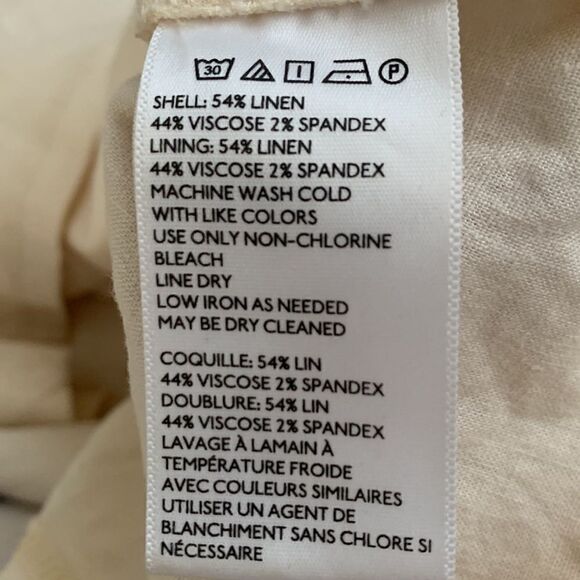 30 P
SHELL: 54% LINEN
44% VISCOSE 2% SPANDEX
LINING: 54% LINEN
44% VISCOSE 2% SPANDEX
MACHINE WASH COLD
WITH LIKE COLORS
USE ONLY NON-CHLORINE
BLEACH
LINE DRY
LOW IRON AS NEEDED
MAY BE DRY CLEANED
COQUILLE: 54% LIN
44% VISCOSE 2% SPANDEX
DOUBLURE: 54% LIN
44% VISCOSE 2% SPANDEX
LAVAGE À LAMAIN À
TEMPÉRATURE FROIDE
AVEC COULEURS SIMILAIRES
UTILISER UN AGENT DE
BLANCHIMENT SANS CHLORE SI
NÉCESSAIRE